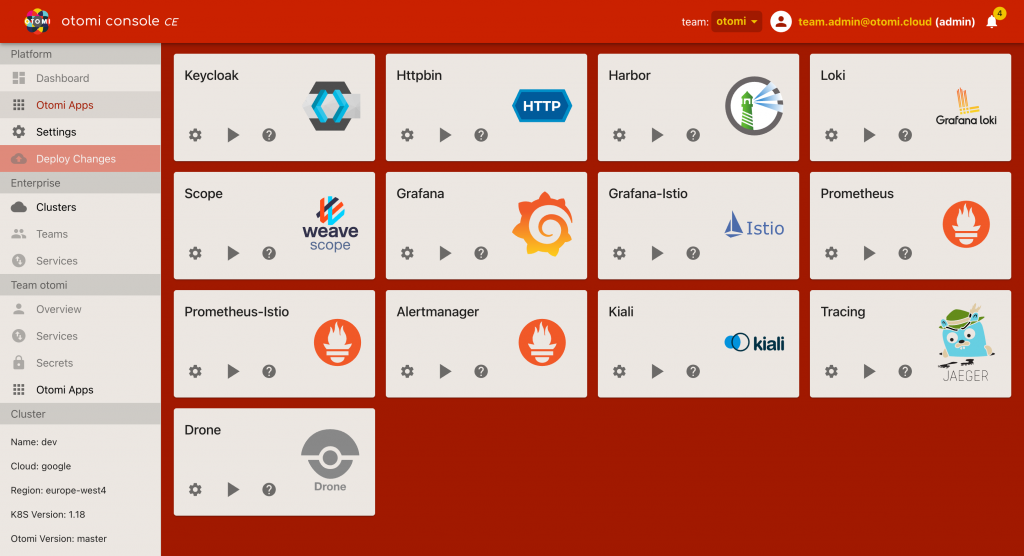 OTOMI
otomi console CE
team: otomi
team.admin@otomi.cloud (admin)
4
Platform
Dashboard
Otomi Apps
Settings
Deploy Changes
Enterprise
Clusters
Teams
Services
Team otomi
Overview
Services
Secrets
Otomi Apps
Cluster
Name: dev
Cloud: google
Region: europe-west4
K8S Version: 1.18
Otomi Version: master
Keycloak
Httpbin
HTTP
Harbor
Loki
Grafana loki
Scope
weave
scope
Grafana
Grafana-Istio
Istio
Prometheus
Prometheus-Istio
Alertmanager
Kiali
kiali
Tracing
JAEGER
Drone
Drone